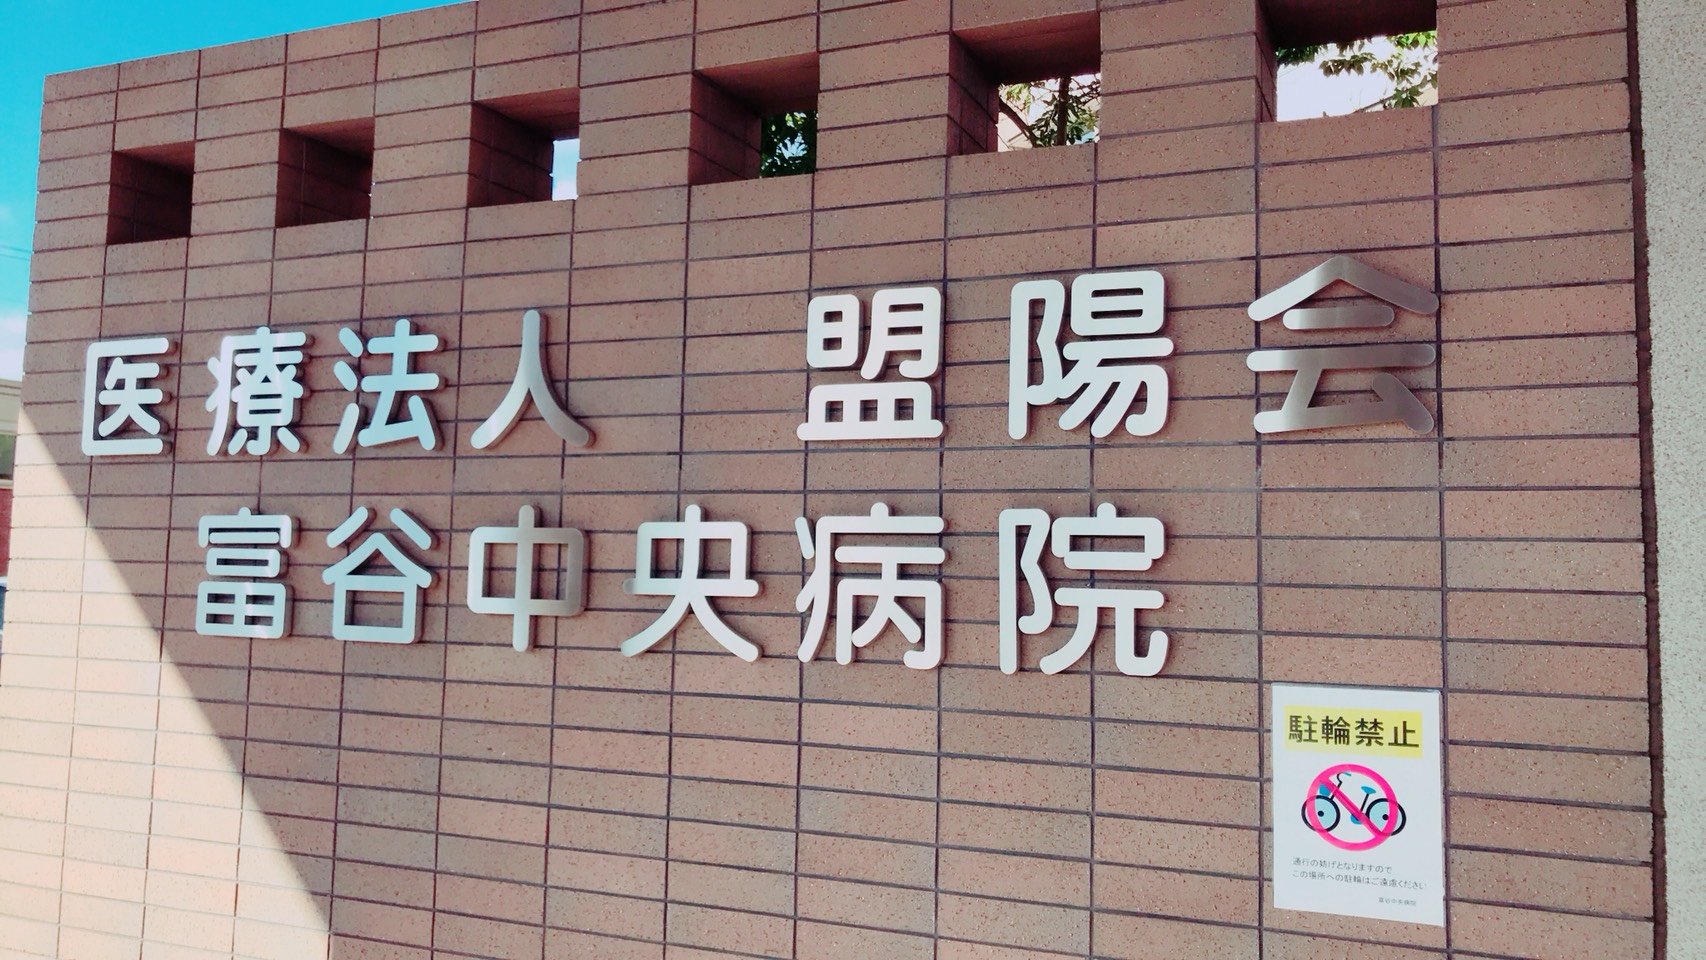 医療法人 盟陽会
富谷中央病院
駐輪禁止
通行の妨げとなりますので
この場所への駐輪はご遠慮ください
富谷中央病院